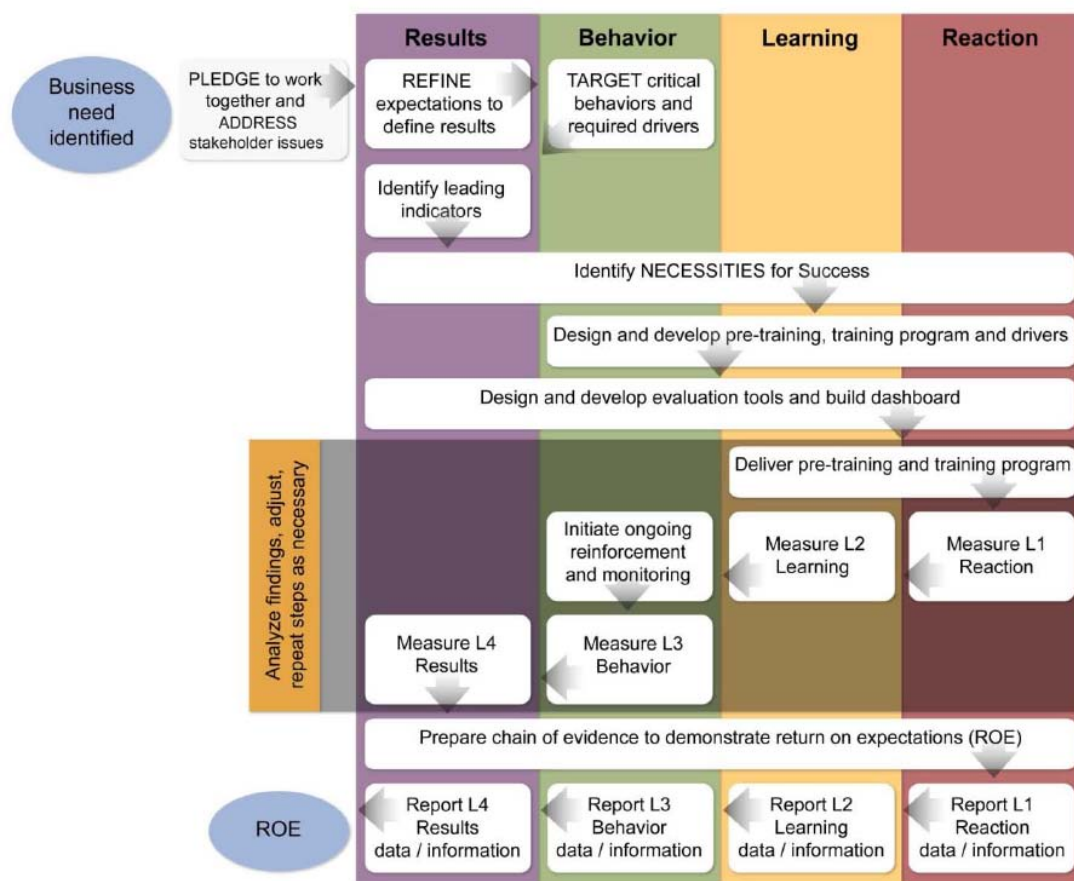 Results
Behavior
Learning
Reaction
Business
need
identified
PLEDGE to work
together and
ADDRESS
stakeholder issues
REFINE
expectations to
define results
TARGET critical
behaviors and
required drivers
Identify leading
indicators
Identify NECESSITIES for Success
Design and develop pre-training, training program and drivers
Design and develop evaluation tools and build dashboard
Analyze findings, adjust,
repeat steps as necessary
Deliver pre-training and training program
Initiate ongoing
reinforcement
and monitoring
Measure L2
Learning
Measure L1
Reaction
Measure L4
Results
Measure L3
Behavior
Prepare chain of evidence to demonstrate return on expectations (ROE)
ROE
Report L4
Results
data / information
Report L3
Behavior
data / information
Report L2
Learning
data / information
Report L1
Reaction
data / information